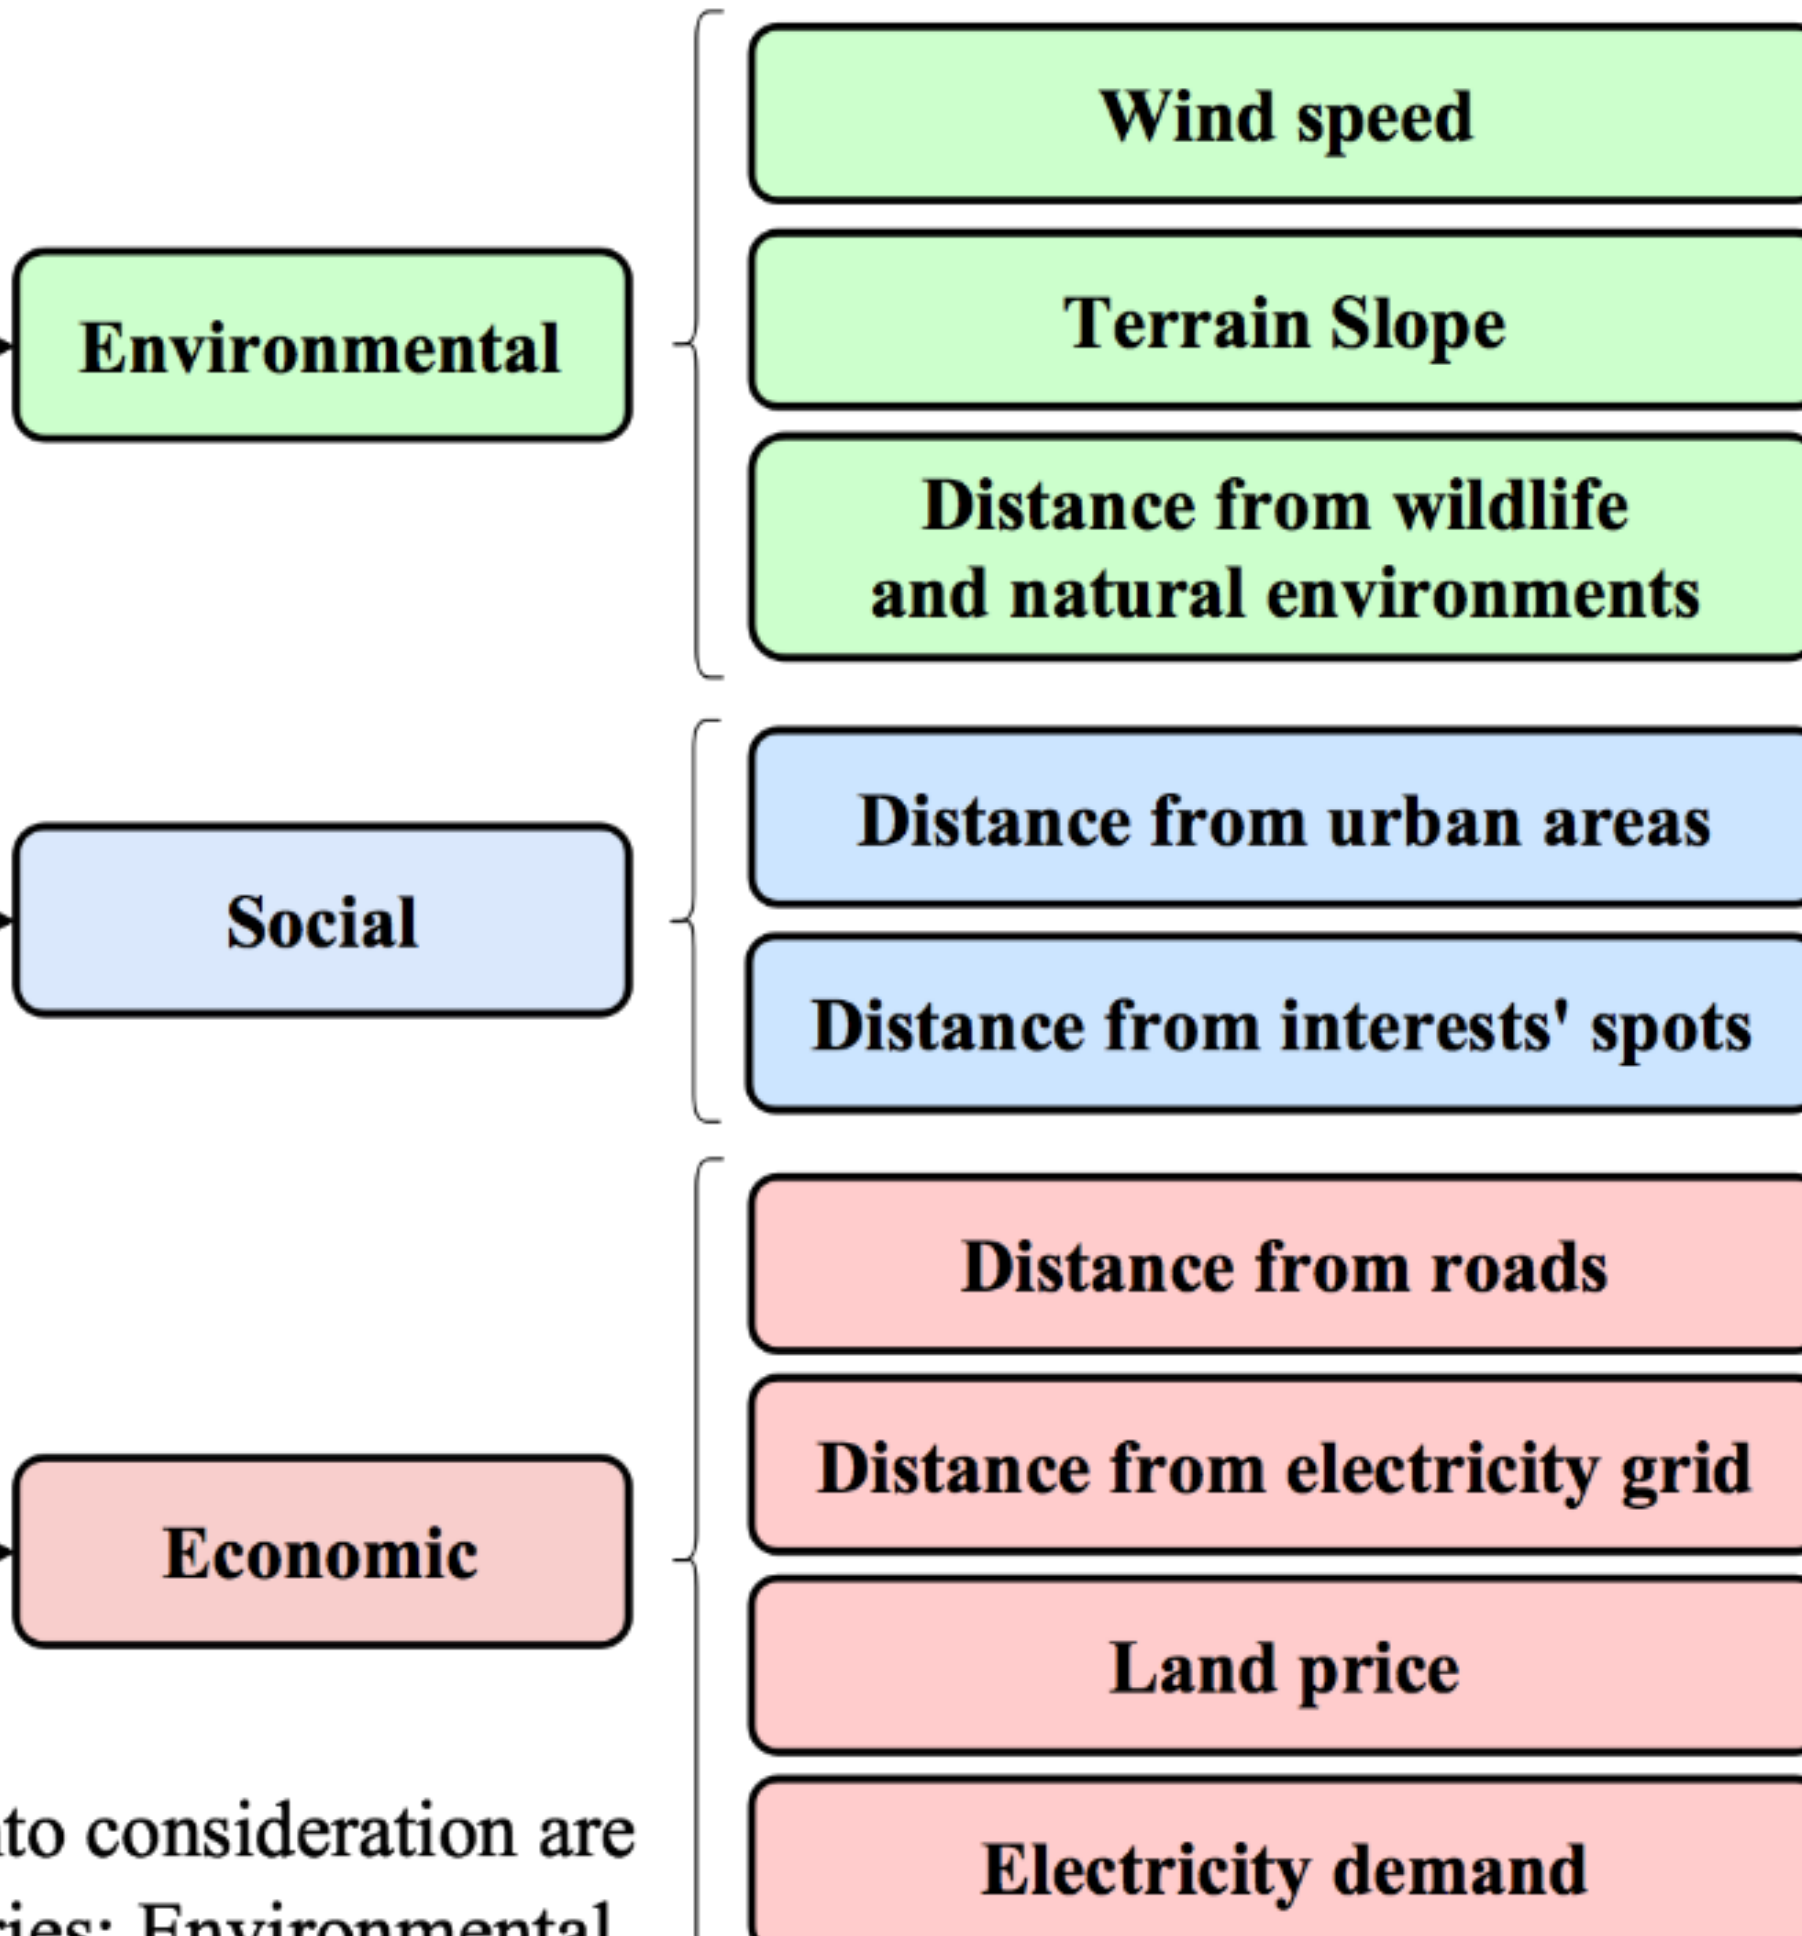 Environmental
Wind speed
Terrain Slope
Distance from wildlife
and natural environments
Social
Distance from urban areas
Distance from interests' spots
Economic
Distance from roads
Distance from electricity grid
Land price
Electricity demand
consideration are
Environmental